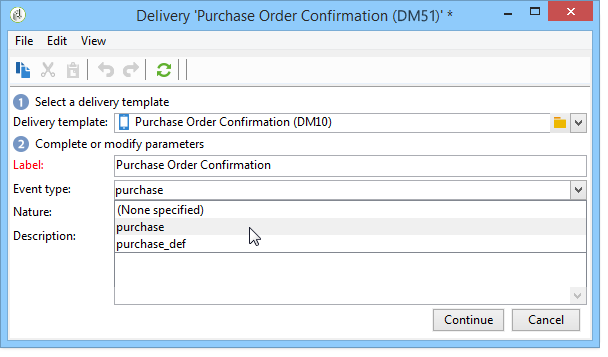 Delivery 'Purchase Order Confirmation (DM51)' *
File Edit View
1 Select a delivery template
Delivery template: Purchase Order Confirmation (DM10)
2 Complete or modify parameters
Label: Purchase Order Confirmation
Event type: purchase
Nature: (None specified)
purchase
Description: purchase_def
Continue Cancel